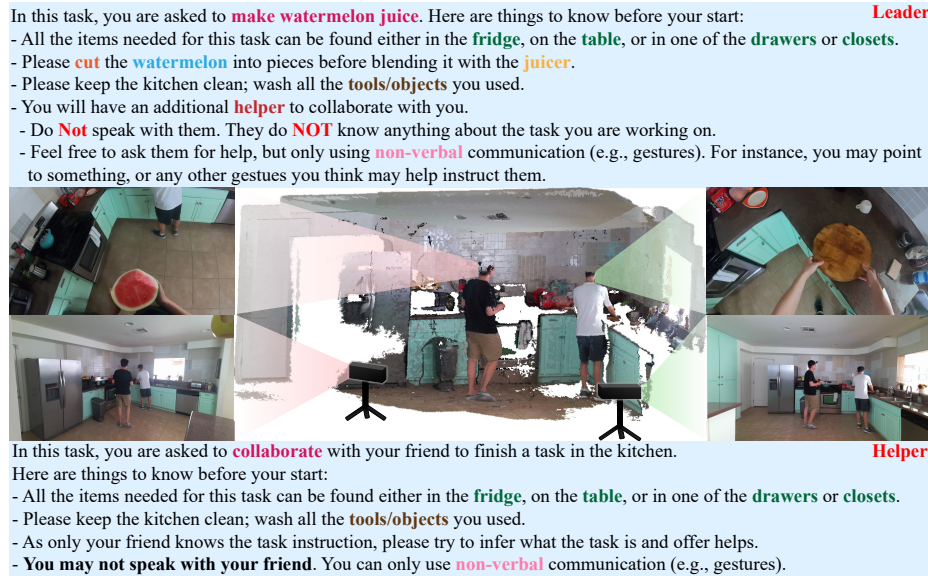 In this task, you are asked to make watermelon juice. Here are things to know before your start:
Leader
- All the items needed for this task can be found either in the fridge, on the table, or in one of the drawers or closets.
- Please cut the watermelon into pieces before blending it with the juicer.
- Please keep the kitchen clean; wash all the tools/objects you used.
- You will have an additional helper to collaborate with you.
- Do Not speak with them. They do NOT know anything about the task you are working on.
- Feel free to ask them for help, but only using non-verbal communication (e.g., gestures). For instance, you may point
to something, or any other gestues you think may help instruct them.
In this task, you are asked to collaborate with your friend to finish a task in the kitchen.
Helper
Here are things to know before your start:
- All the items needed for this task can be found either in the fridge, on the table, or in one of the drawers or closets.
- Please keep the kitchen clean; wash all the tools/objects you used.
- As only your friend knows the task instruction, please try to infer what the task is and offer helps.
- You may not speak with your friend. You can only use non-verbal communication (e.g., gestures).